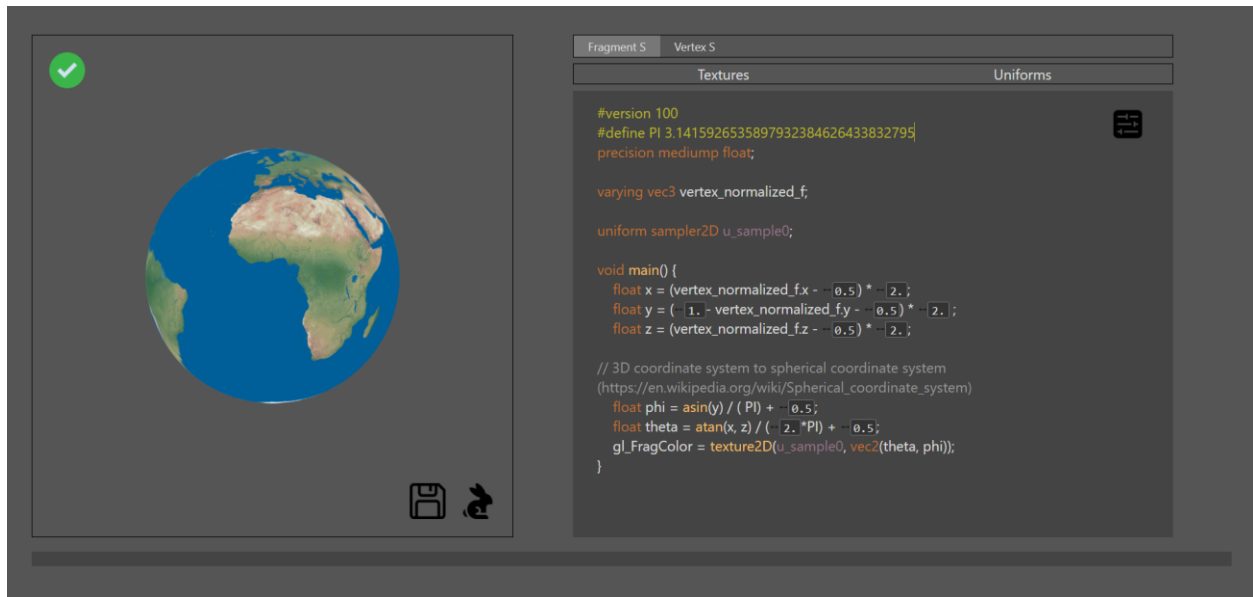 Fragment S Vertex S
Textures Uniforms
#version 100
#define PI 3.1415926535897932384626433832795
precision mediump float;
varying vec3 vertex_normalized_f;
uniform sampler2D u_sample0;
void main() {
float x = (vertex_normalized_f.x - 0.5) * 2. ;
float y = ( 1. - vertex_normalized_f.y - 0.5) * 2. ;
float z = (vertex_normalized_f.z - 0.5) * 2. ;
// 3D coordinate system to spherical coordinate system
(https://en.wikipedia.org/wiki/Spherical_coordinate_system)
float phi = asin(y) / ( PI) + 0.5;
float theta = atan(x, z) / ( 2. *PI) + 0.5;
gl_FragColor = texture2D(u_sample0, vec2(theta, phi));
}